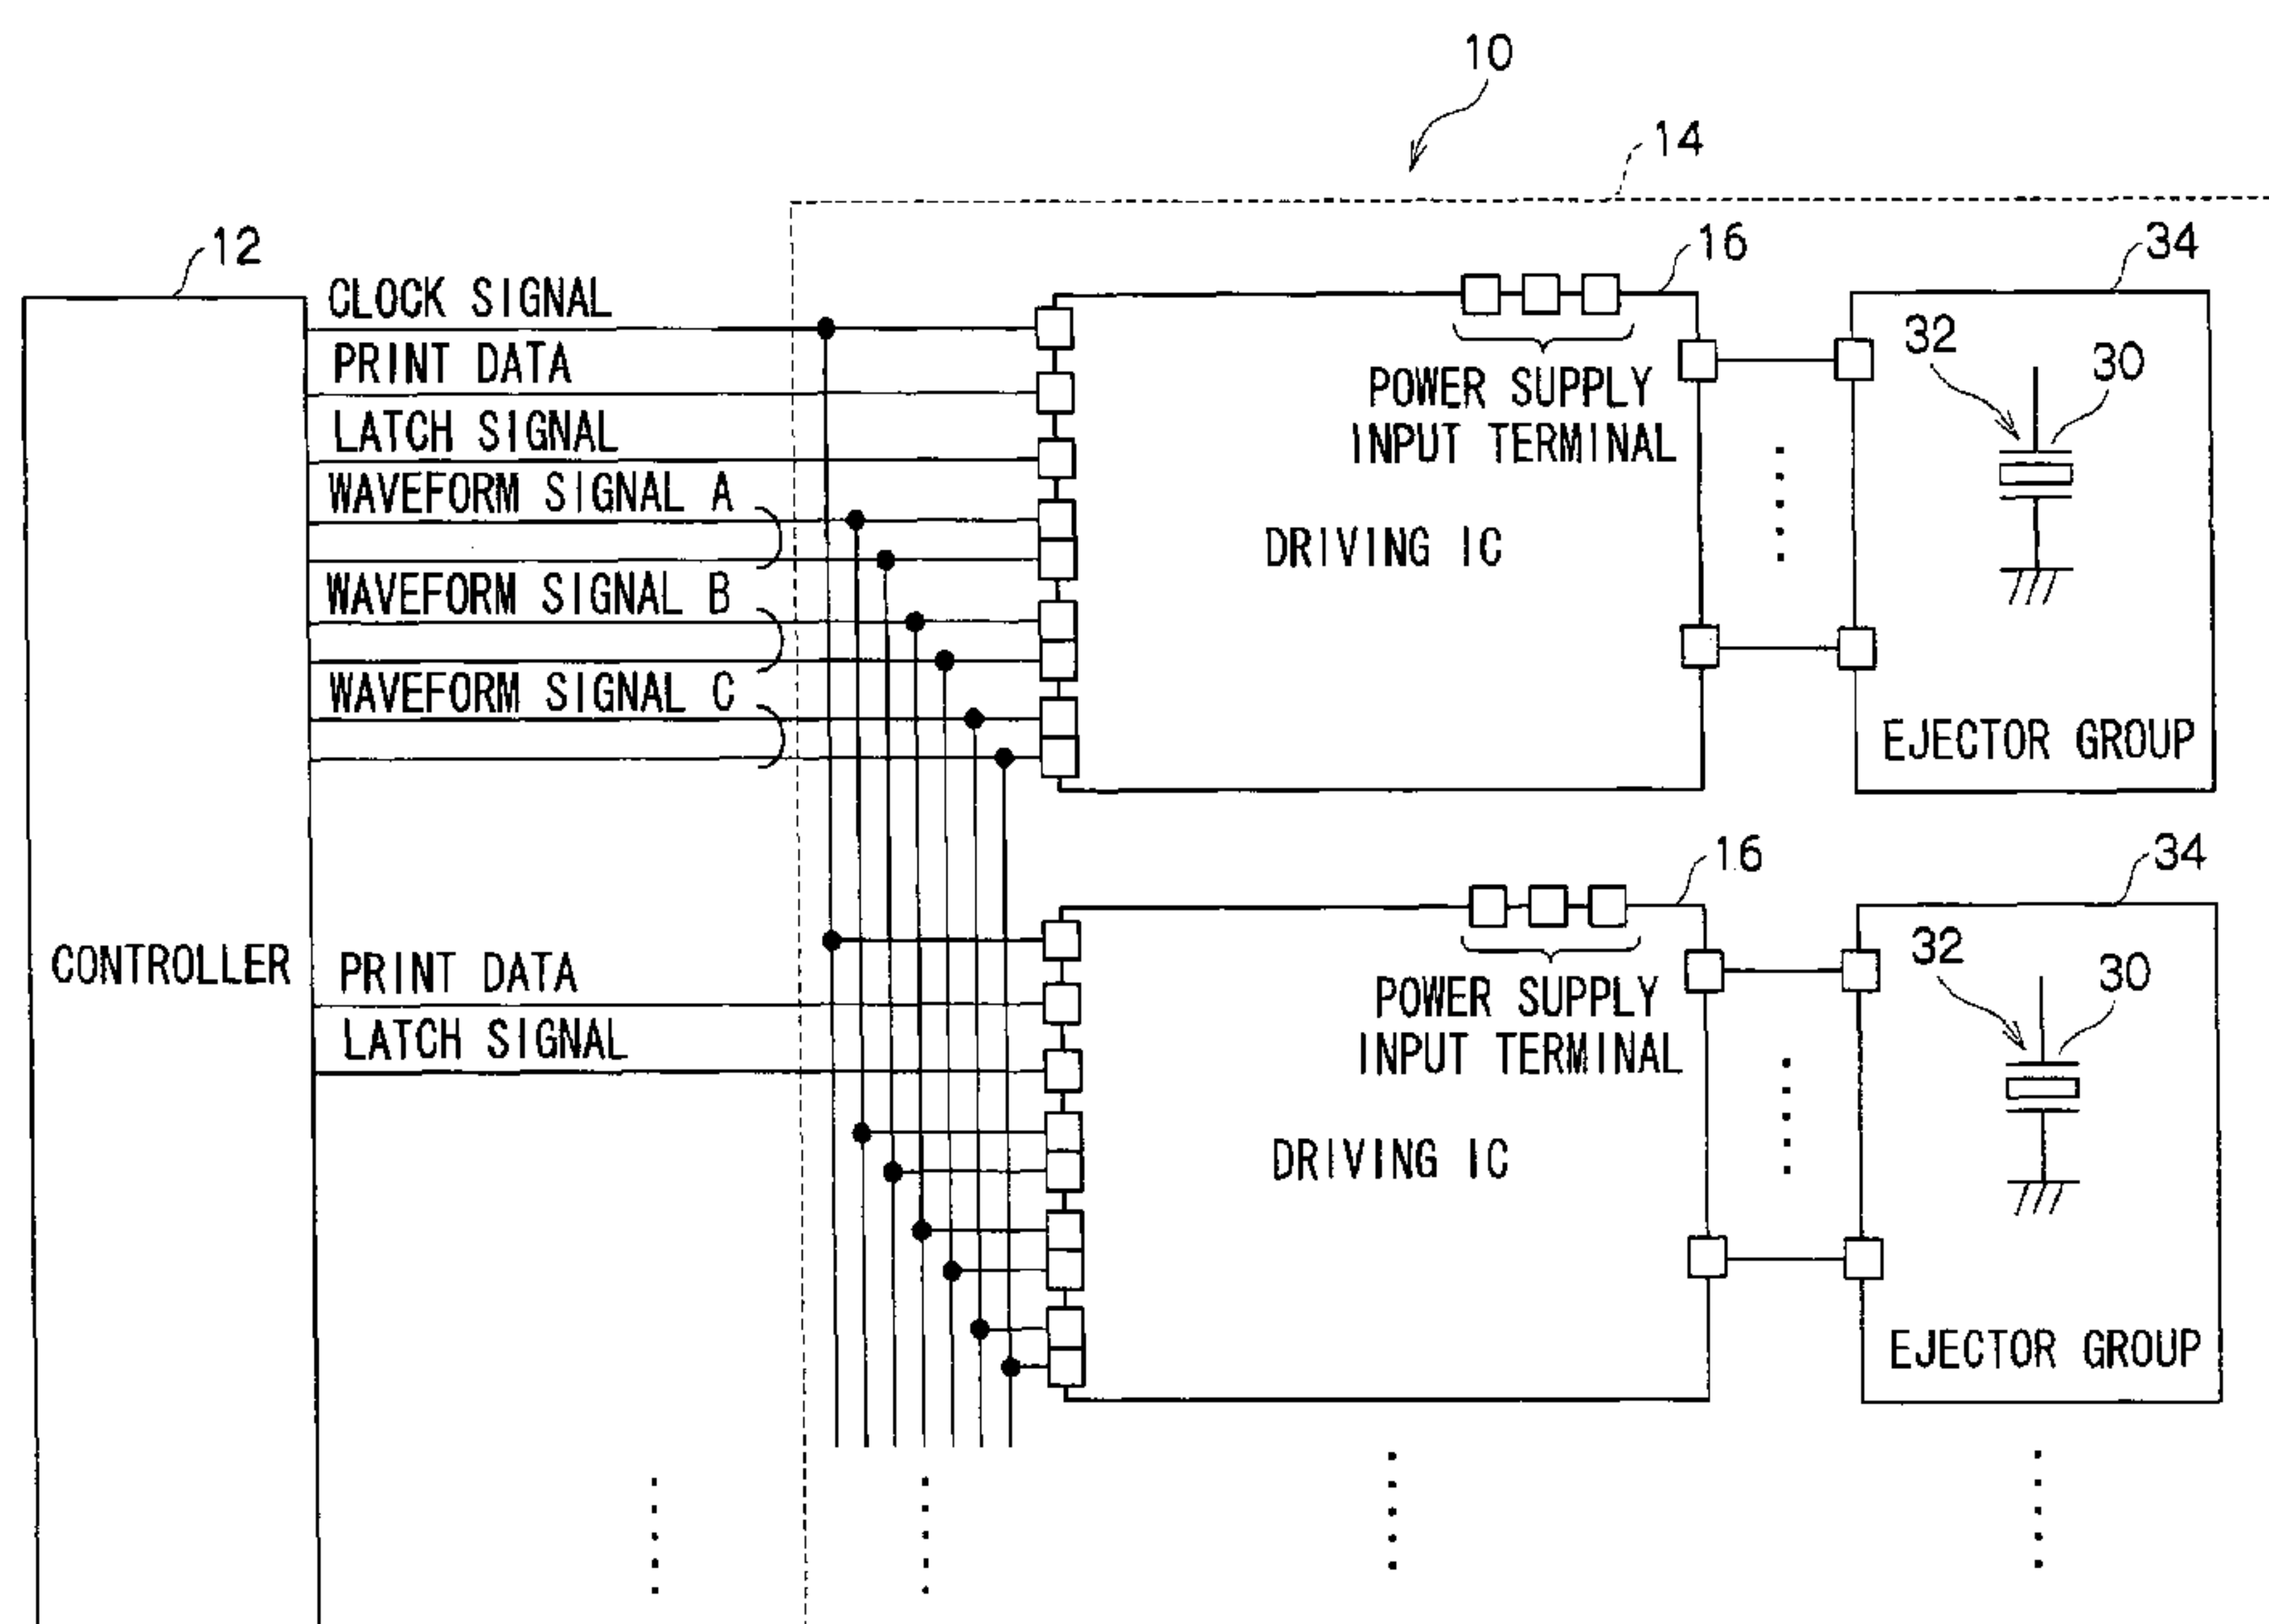 10
14
12
16
34
CLOCK SIGNAL
PRINT DATA
LATCH SIGNAL
WAVEFORM SIGNAL A
WAVEFORM SIGNAL B
WAVEFORM SIGNAL C
POWER SUPPLY
INPUT TERMINAL
DRIVING IC
32
30
EJECTOR GROUP
16
34
CONTROLLER
PRINT DATA
LATCH SIGNAL
POWER SUPPLY
INPUT TERMINAL
DRIVING IC
32
30
EJECTOR GROUP